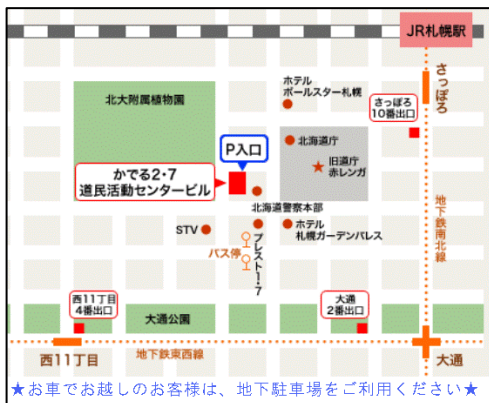 JR札幌駅
さっぽろ
ホテル
ポールスター札幌
北大附属植物園
さっぽろ
10番出口
P入口
北海道庁
旧道庁
赤レンガ
かでる2・7
道民活動センタービル
北海道警察本部
地下鉄南北線
STV
バス停
プレスト1・7
ホテル
札幌ガーデンパレス
西11丁目
4番出口
大通公園
大通
2番出口
西11丁目
地下鉄東西線
大通
★お車でお越しのお客様は、地下駐車場をご利用ください★